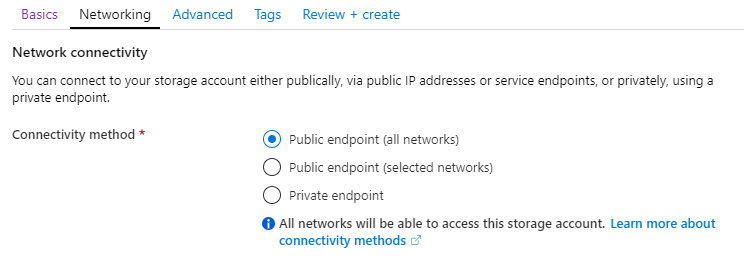 Basics Networking Advanced Tags Review + create
Network connectivity
You can connect to your storage account either publically, via public IP addresses or service endpoints, or privately, using a
private endpoint.
Connectivity method *
Public endpoint (all networks)
Public endpoint (selected networks)
Private endpoint
All networks will be able to access this storage account. Learn more about
connectivity methods